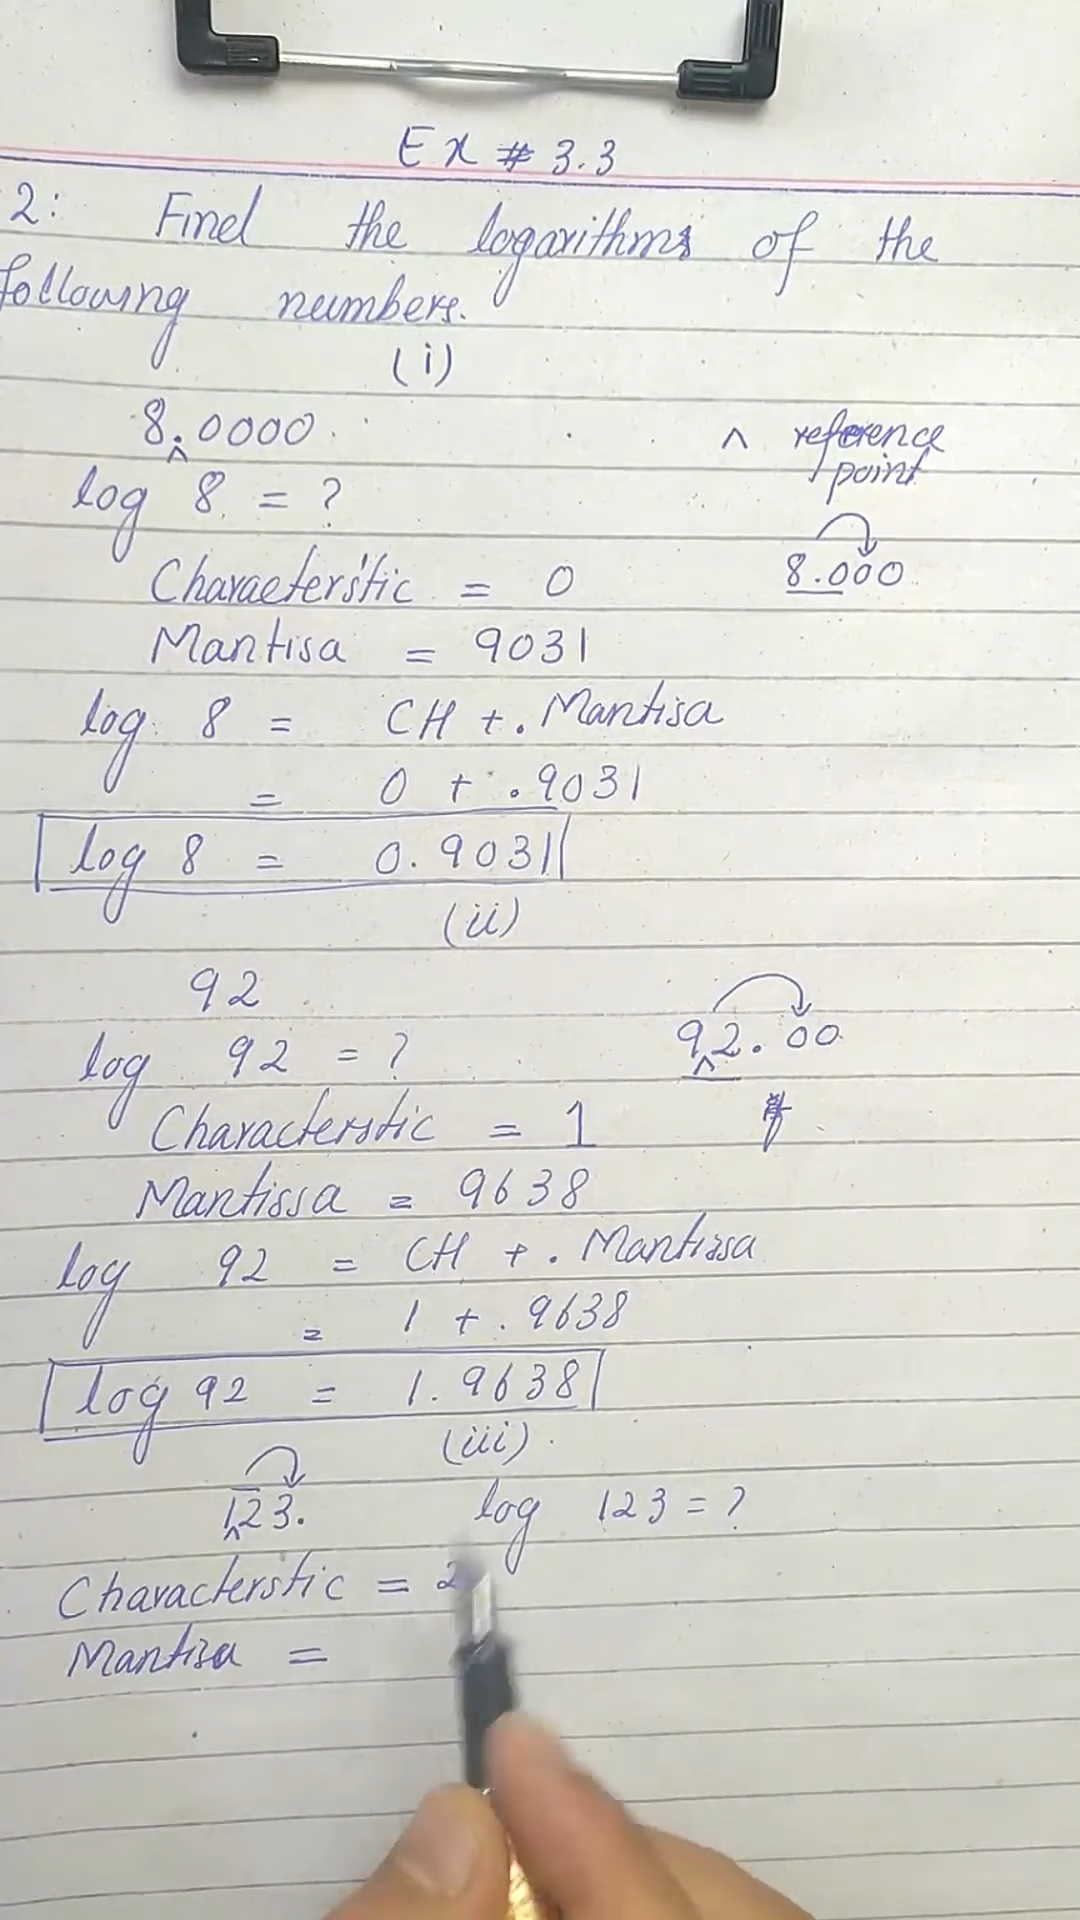 Ex # 3.3
2: Find the logarithms of the
following numbers.
(i)
8.0000
^ reference
point
log 8 = ?
8.000
Characterístic = 0
Mantisa = 9031
log 8 = CH + . Mantisa
= 0 + .9031
log 8 = 0.9031
(ii)
92
92.00
log 92 = ?
Characterstic = 1
Mantissa = 9638
log 92 = CH + . Mantissa
= 1 + .9638
log 92 = 1.9638
(iii)
123. log 123 = ?
Characterstic = 2
Mantisa =